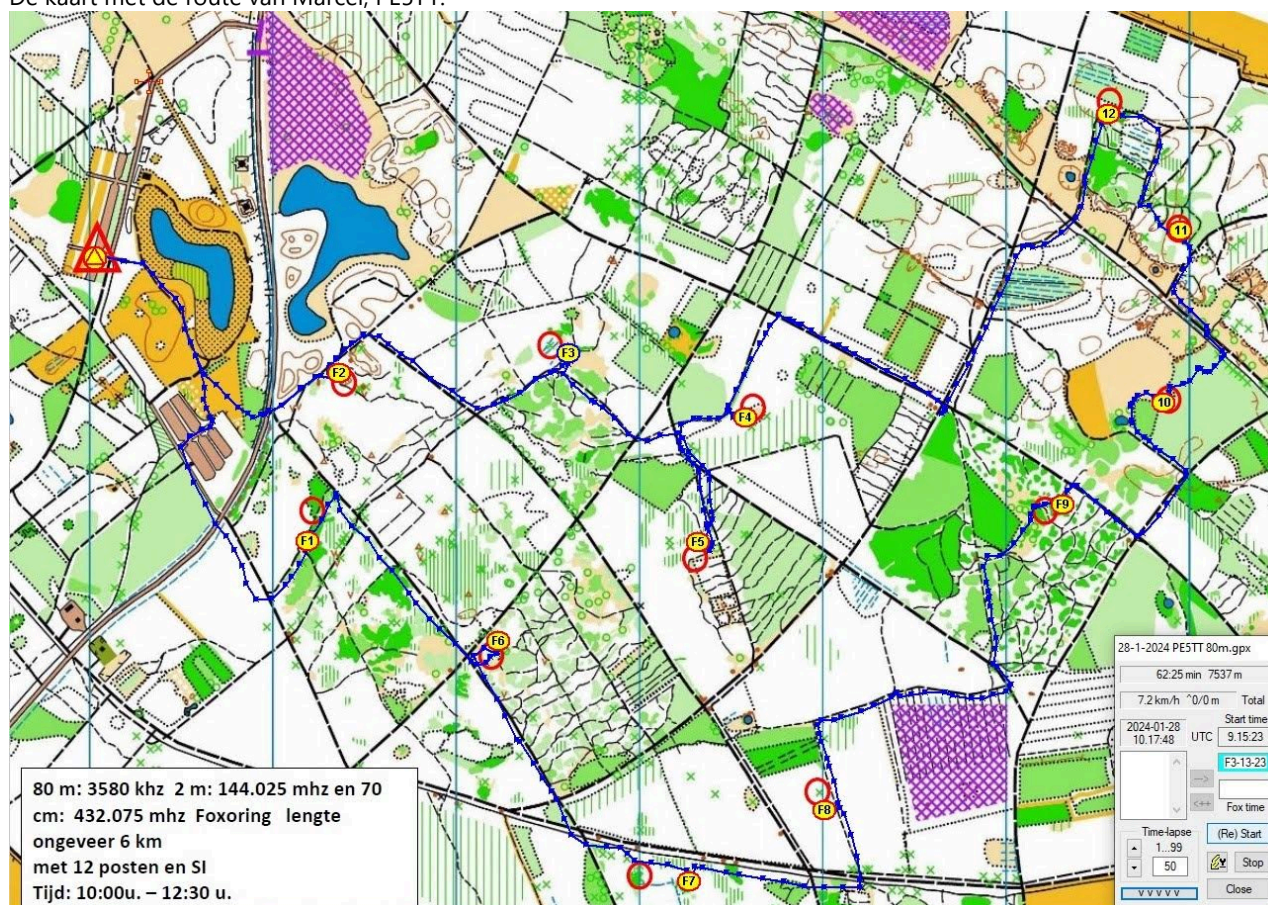 De kaart met de route van Marcel, PE5TT:
12
11
F3
F2
10
F4
F9
F1
F5
F6
F8
F7
28-1-2024 PE5TT 80m.gpx
62:25 min 7537 m
7.2 km/h ^0/0 m Total
Start time
2024-01-28
10.17:48
UTC
9.15:23
F3-13-23
-->
<++
Fox time
Time-lapse
1...99
50
(Re) Start
Stop
Close
v v v v v
80 m: 3580 khz 2 m: 144.025 mhz en 70
cm: 432.075 mhz Foxoring lengte
ongeveer 6 km
met 12 posten en SI
Tijd: 10:00u. – 12:30 u.